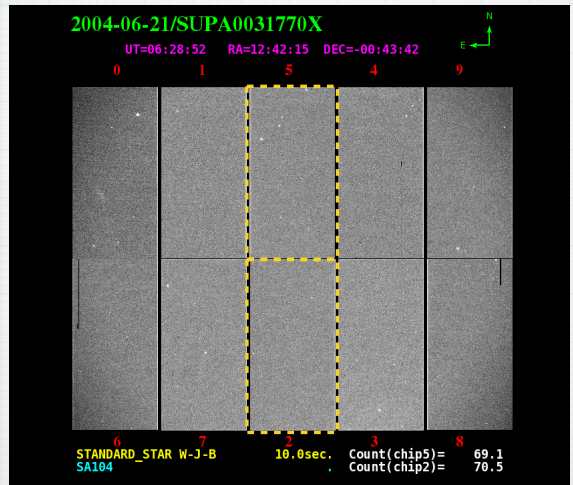 2004-06-21/SUPA0031770X
N
UT=06:28:52 RA=12:42:15 DEC=-00:43:42
E
0 1 5 4 9
6 7 2 3 8
STANDARD_STAR W-J-B 10.0sec. Count(chip5)= 69.1
SA104 . Count(chip2)= 70.5